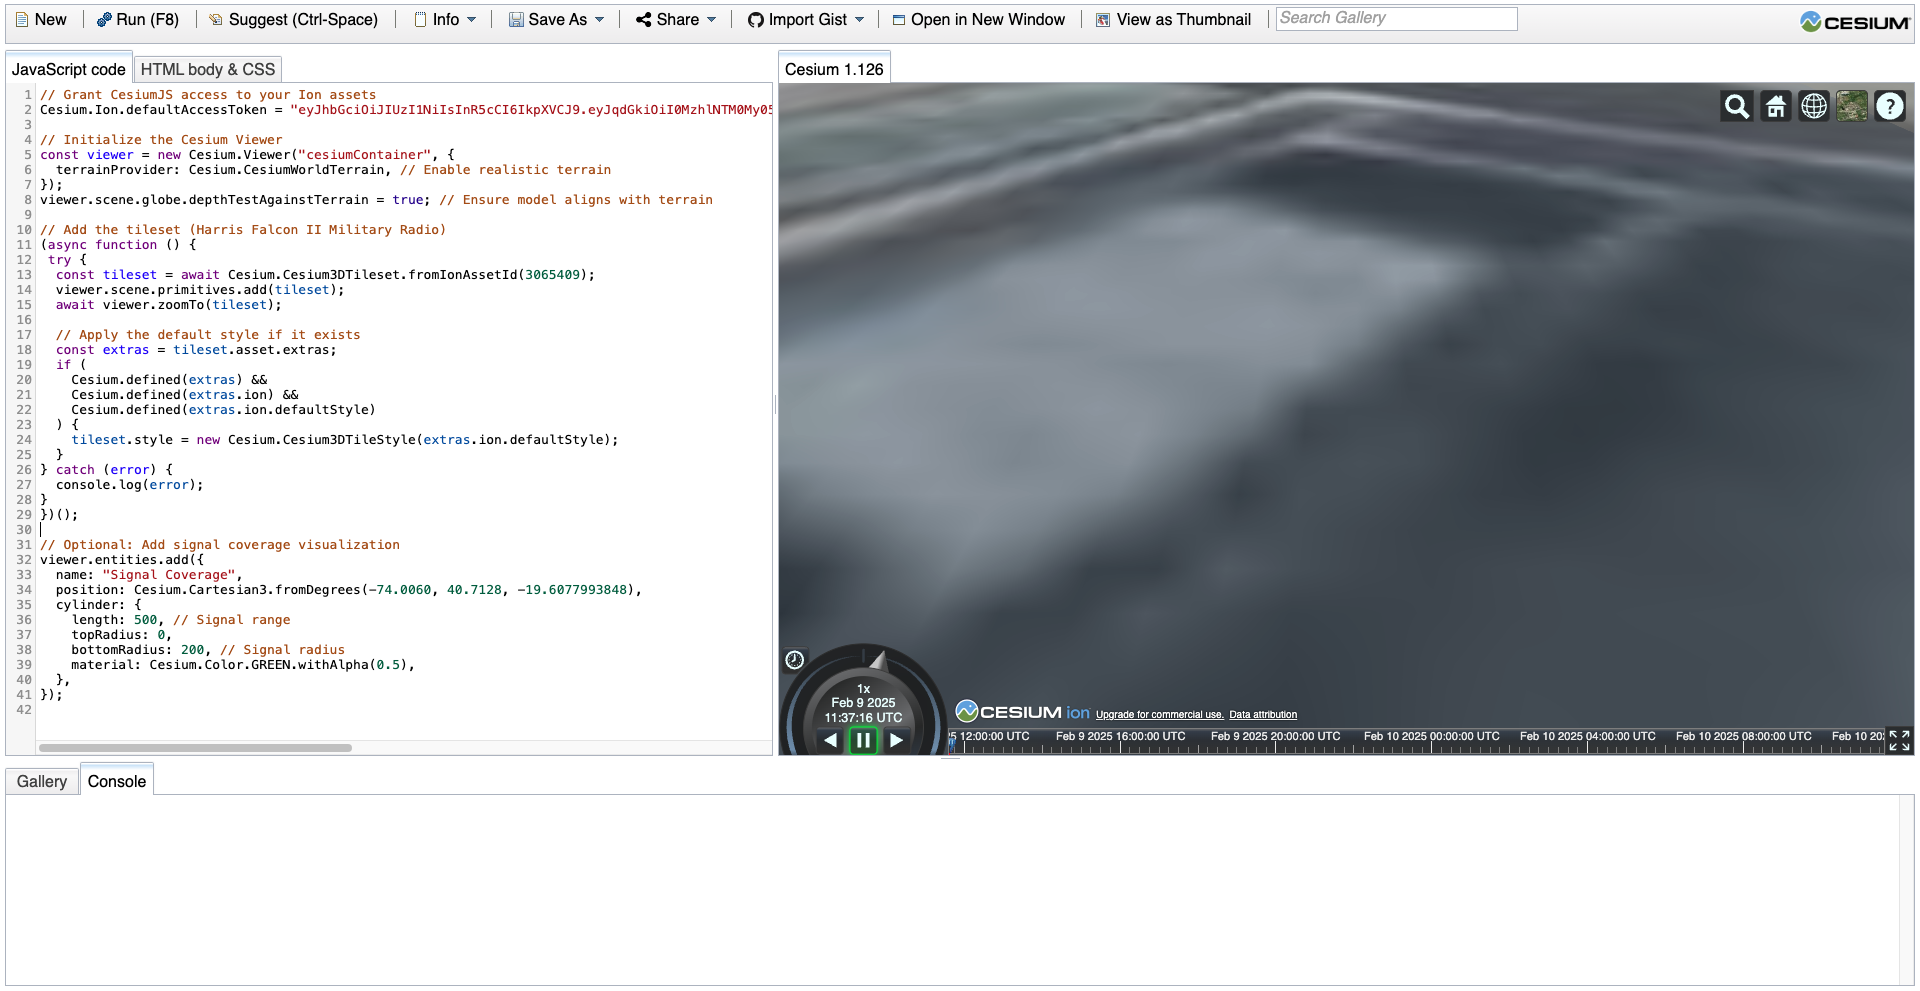 New Run (F8) Suggest (Ctrl-Space) Info Save As Share Import Gist Open in New Window View as Thumbnail Search Gallery CESIUM
JavaScript code HTML body & CSS
1 // Grant CesiumJS access to your Ion assets
2 Cesium.Ion.defaultAccessToken = "eyJhbGciOiJIUzI1NiIsInR5cCI6IkpXVCJ9.eyJqdGkiOiI0MzhlNTM0My05
3
4 // Initialize the Cesium Viewer
5 const viewer = new Cesium.Viewer("cesiumContainer", {
6   terrainProvider: Cesium.CesiumWorldTerrain, // Enable realistic terrain
7 });
8 viewer.scene.globe.depthTestAgainstTerrain = true; // Ensure model aligns with terrain
9
10 // Add the tileset (Harris Falcon II Military Radio)
11 (async function () {
12  try {
13   const tileset = await Cesium.Cesium3DTileset.fromIonAssetId(3065409);
14   viewer.scene.primitives.add(tileset);
15   await viewer.zoomTo(tileset);
16
17   // Apply the default style if it exists
18   const extras = tileset.asset.extras;
19   if (
20     Cesium.defined(extras) &&
21     Cesium.defined(extras.ion) &&
22     Cesium.defined(extras.ion.defaultStyle)
23   ) {
24     tileset.style = new Cesium.Cesium3DTileStyle(extras.ion.defaultStyle);
25   }
26 } catch (error) {
27   console.log(error);
28 }
29 })();
30
31 // Optional: Add signal coverage visualization
32 viewer.entities.add({
33   name: "Signal Coverage",
34   position: Cesium.Cartesian3.fromDegrees(-74.0060, 40.7128, -19.6077993848),
35   cylinder: {
36     length: 500, // Signal range
37     topRadius: 0,
38     bottomRadius: 200, // Signal radius
39     material: Cesium.Color.GREEN.withAlpha(0.5),
40   },
41 });
42
Cesium 1.126
?
1x
Feb 9 2025
11:37:16 UTC
CESIUM ion Upgrade for commercial use. Data attribution
5 12:00:00 UTC Feb 9 2025 16:00:00 UTC Feb 9 2025 20:00:00 UTC Feb 10 2025 00:00:00 UTC Feb 10 2025 04:00:00 UTC Feb 10 2025 08:00:00 UTC Feb 10 20
Gallery Console